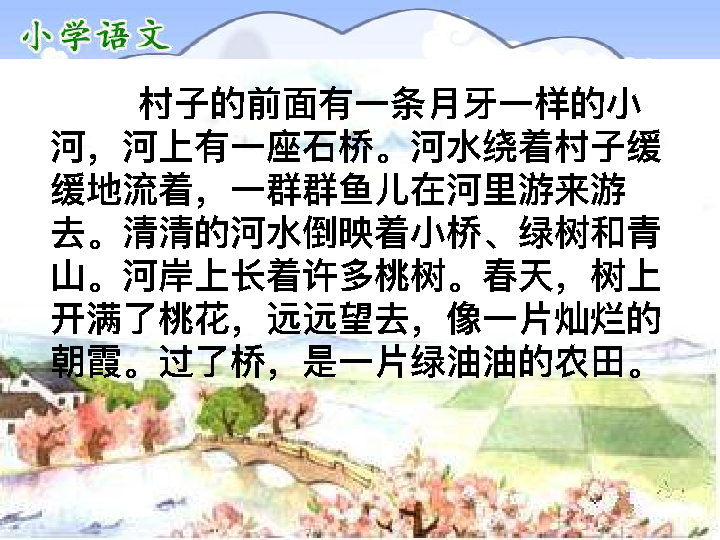 小学语文
村子的前面有一条月牙一样的小
河，河上有一座石桥。河水绕着村子缓
缓地流着，一群群鱼儿在河里游来游
去。清清的河水倒映着小桥、绿树和青
山。河岸上长着许多桃树。春天，树上
开满了桃花，远远望去，像一片灿烂的
朝霞。过了桥，是一片绿油油的农田。